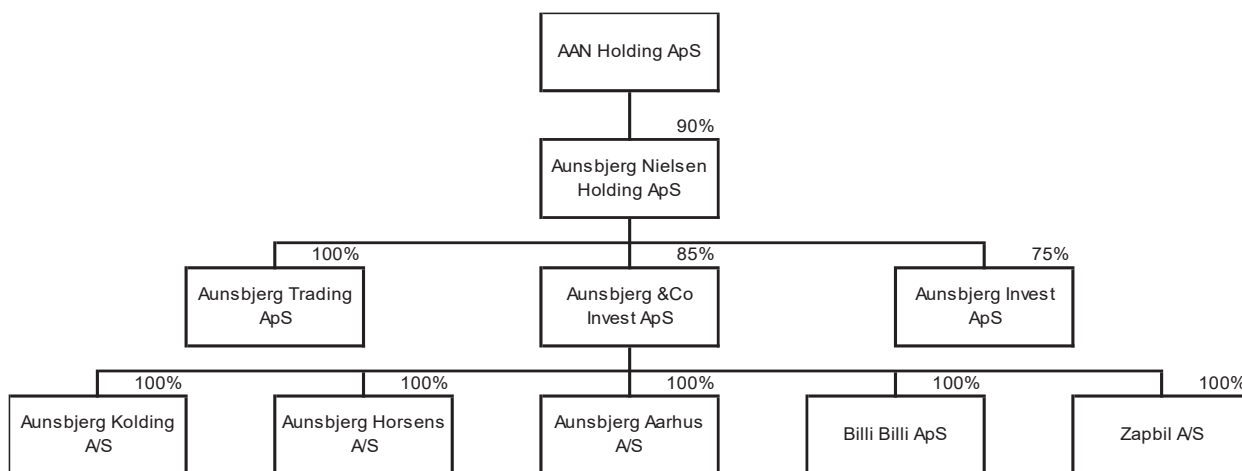 AAN Holding ApS
90%
Aunsbjerg Nielsen
Holding ApS
100%
85%
75%
Aunsbjerg Trading
ApS
Aunsbjerg &Co
Invest ApS
Aunsbjerg Invest
ApS
100%
100%
100%
100%
100%
Aunsbjerg Kolding
A/S
Aunsbjerg Horsens
A/S
Aunsbjerg Aarhus
A/S
Billi Billi ApS
Zapbil A/S